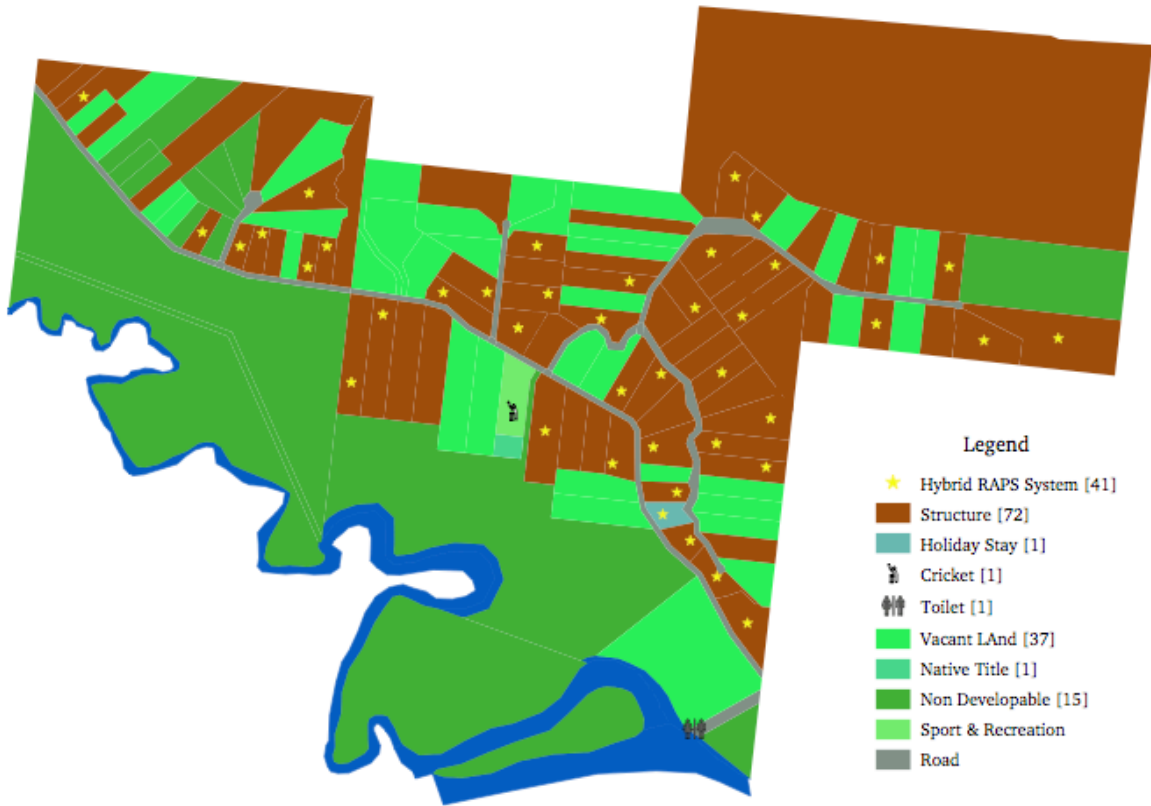 Legend
Hybrid RAPS System [41]
Structure [72]
Holiday Stay [1]
Cricket [1]
Toilet [1]
Vacant LAnd [37]
Native Title [1]
Non Developable [15]
Sport & Recreation
Road